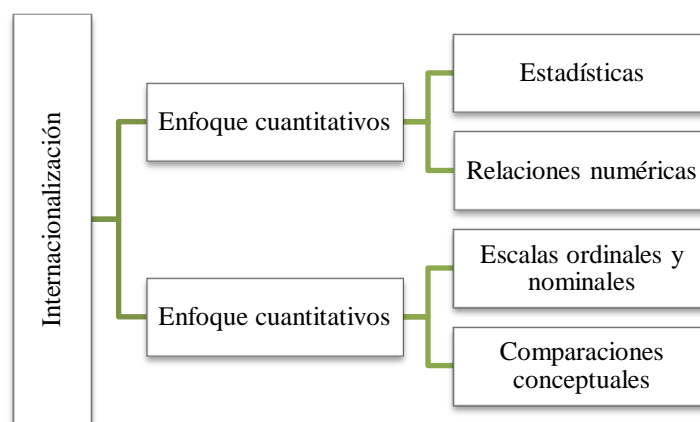 Internacionalización
Enfoque cuantitativos
Estadísticas
Relaciones numéricas
Enfoque cuantitativos
Escalas ordinales y
nominales
Comparaciones
conceptuales